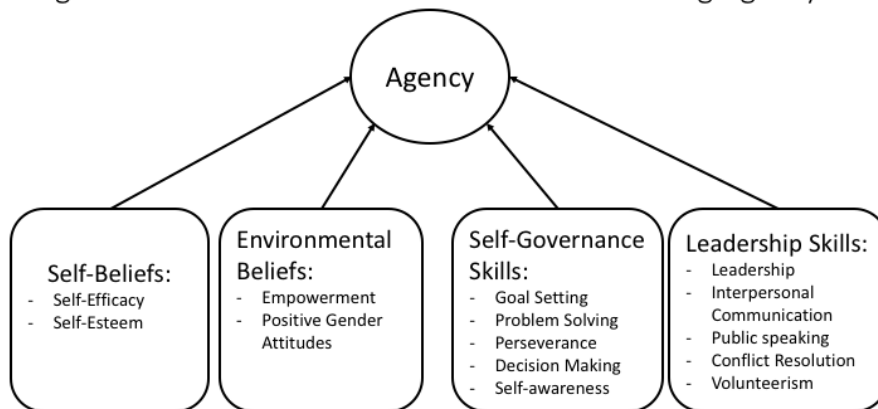 Agency
Self-Beliefs:
- Self-Efficacy
- Self-Esteem
Environmental
Beliefs:
- Empowerment
- Positive Gender
Attitudes
Self-Governance
Skills:
- Goal Setting
- Problem Solving
- Perseverance
- Decision Making
- Self-awareness
Leadership Skills:
- Leadership
- Interpersonal
Communication
- Public speaking
- Conflict Resolution
- Volunteerism